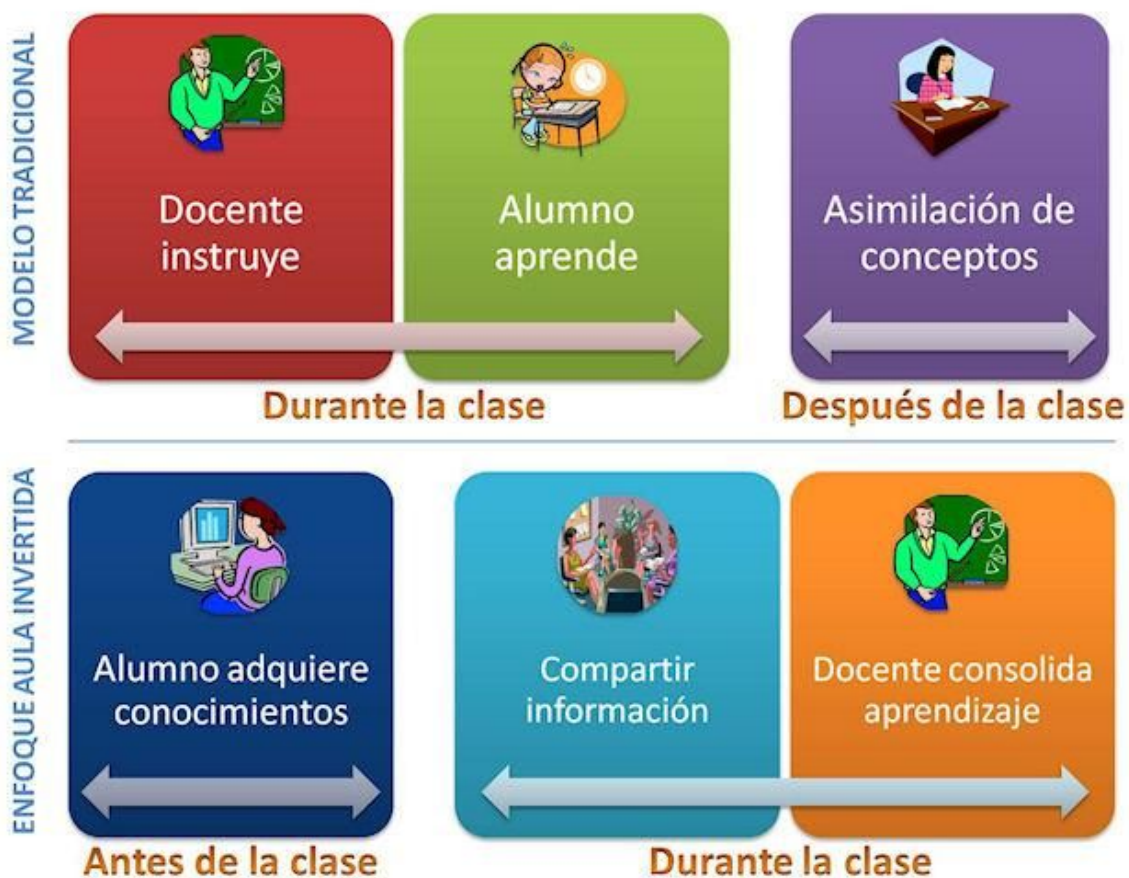 MODELO TRADICIONAL
Docente
instruye
Alumno
aprende
Asimilación de
conceptos
Durante la clase
Después de la clase
ENFOQUE AULA INVERTIDA
Alumno adquiere
conocimientos
Compartir
información
Docente consolida
aprendizaje
Antes de la clase
Durante la clase